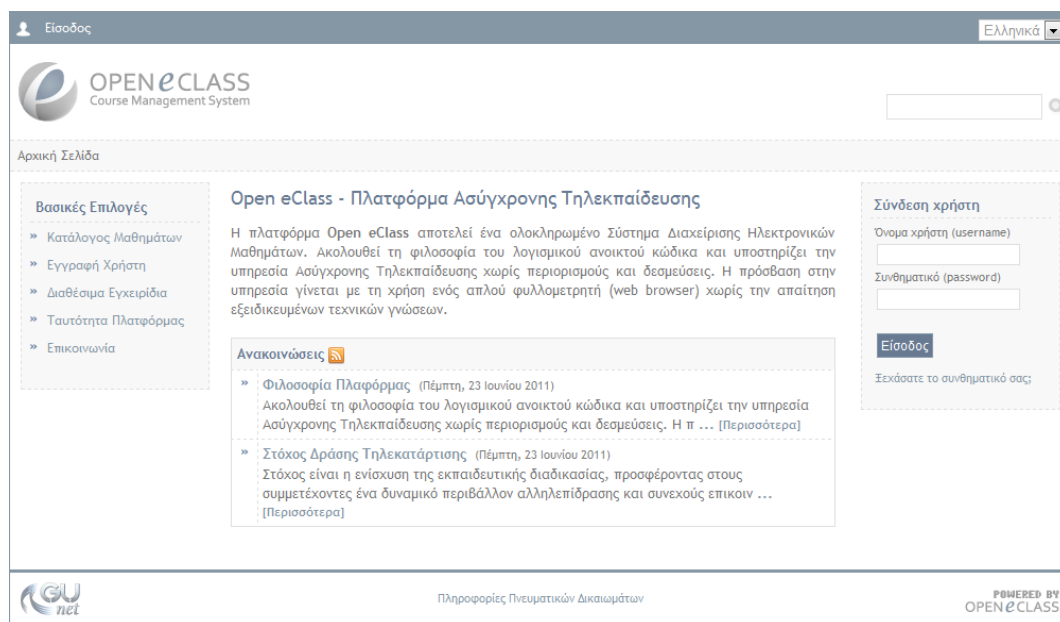 Είσοδος
Ελληνικά
OPEN eCLASS
Course Management System
Αρχική Σελίδα
Βασικές Επιλογές
» Κατάλογος Μαθημάτων
» Εγγραφή Χρήστη
» Διαθέσιμα Εγχειρίδια
» Ταυτότητα Πλατφόρμας
» Επικοινωνία
Open eClass - Πλατφόρμα Ασύγχρονης Τηλεκπαίδευσης
Η πλατφόρμα Open eClass αποτελεί ένα ολοκληρωμένο Σύστημα Διαχείρισης Ηλεκτρονικών
Μαθημάτων. Ακολουθεί τη φιλοσοφία του λογισμικού ανοικτού κώδικα και υποστηρίζει την
υπηρεσία Ασύγχρονης Τηλεκπαίδευσης χωρίς περιορισμούς και δεσμεύσεις. Η πρόσβαση στην
υπηρεσία γίνεται με τη χρήση ενός απλού φυλλομετρητή (web browser) χωρίς την απαίτηση
εξειδικευμένων τεχνικών γνώσεων.
Ανακοινώσεις
» Φιλοσοφία Πλαφόρμας (Πέμπτη, 23 Ιουνίου 2011)
Ακολουθεί τη φιλοσοφία του λογισμικού ανοικτού κώδικα και υποστηρίζει την υπηρεσία
Ασύγχρονης Τηλεκπαίδευσης χωρίς περιορισμούς και δεσμεύσεις. Η π ... [Περισσότερα]
» Στόχος Δράσης Τηλεκατάρτισης (Πέμπτη, 23 Ιουνίου 2011)
Στόχος είναι η ενίσχυση της εκπαιδευτικής διαδικασίας, προσφέροντας στους
συμμετέχοντες ένα δυναμικό περιβάλλον αλληλεπίδρασης και συνεχούς επικοιν ...
[Περισσότερα]
Σύνδεση χρήστη
Όνομα χρήστη (username)
Συνθηματικό (password)
Είσοδος
Ξεχάσατε το συνθηματικό σας;
GU
net
Πληροφορίες Πνευματικών Δικαιωμάτων
POWERED BY
OPEN eCLASS